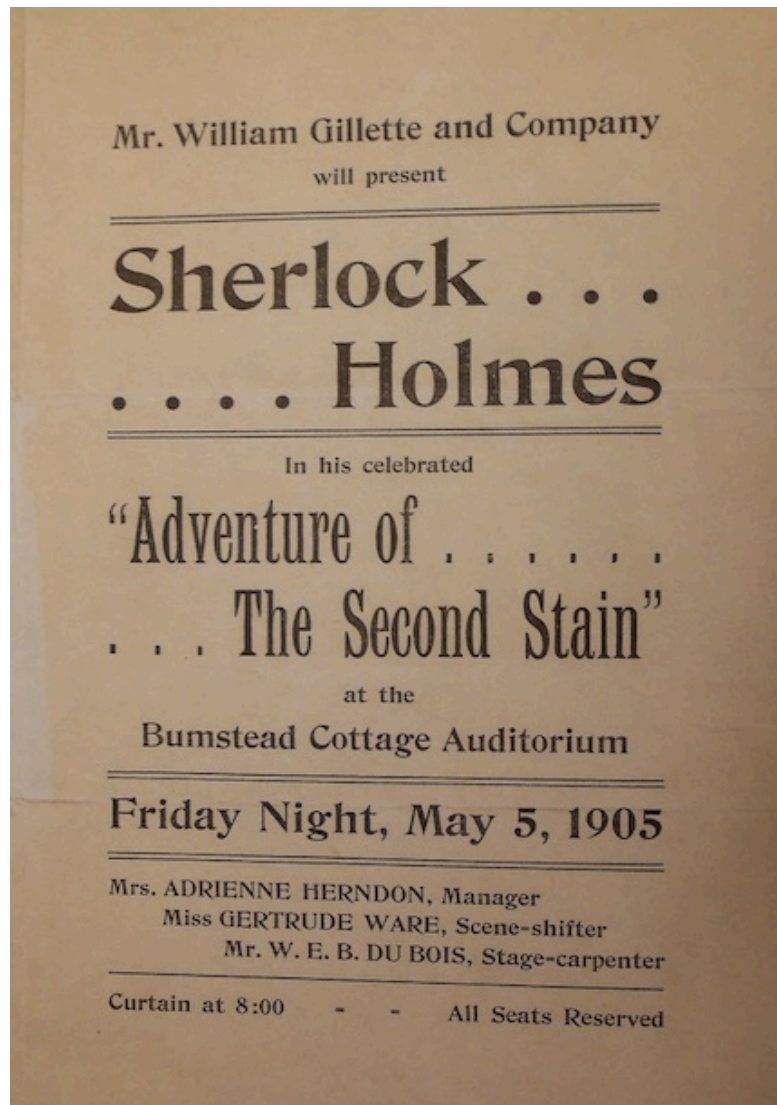 Mr. William Gillette and Company
will present
Sherlock . . .
. . . . Holmes
In his celebrated
“Adventure of . . . . . .
. . . The Second Stain”
at the
Bumstead Cottage Auditorium
Friday Night, May 5, 1905
Mrs. ADRIENNE HERNDON, Manager
Miss GERTRUDE WARE, Scene-shifter
Mr. W. E. B. DU BOIS, Stage-carpenter
Curtain at 8:00 - - All Seats Reserved